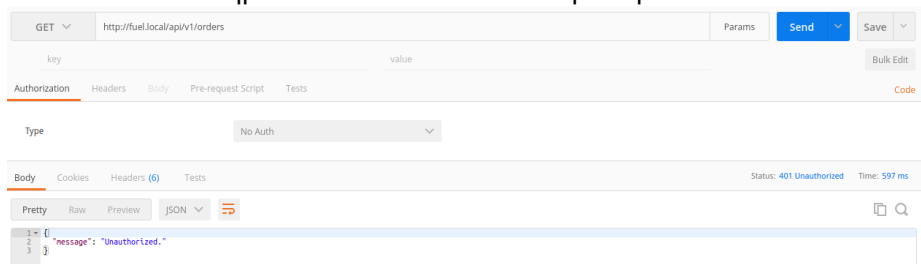 GET http://fuel.local/api/v1/orders Params Send Save
key value Bulk Edit
Authorization Headers Body Pre-request Script Tests Code
Type No Auth
Body Cookies Headers (6) Tests Status: 401 Unauthorized Time: 597 ms
Pretty Raw Preview JSON
1 {
2 "message": "Unauthorized."
3 }